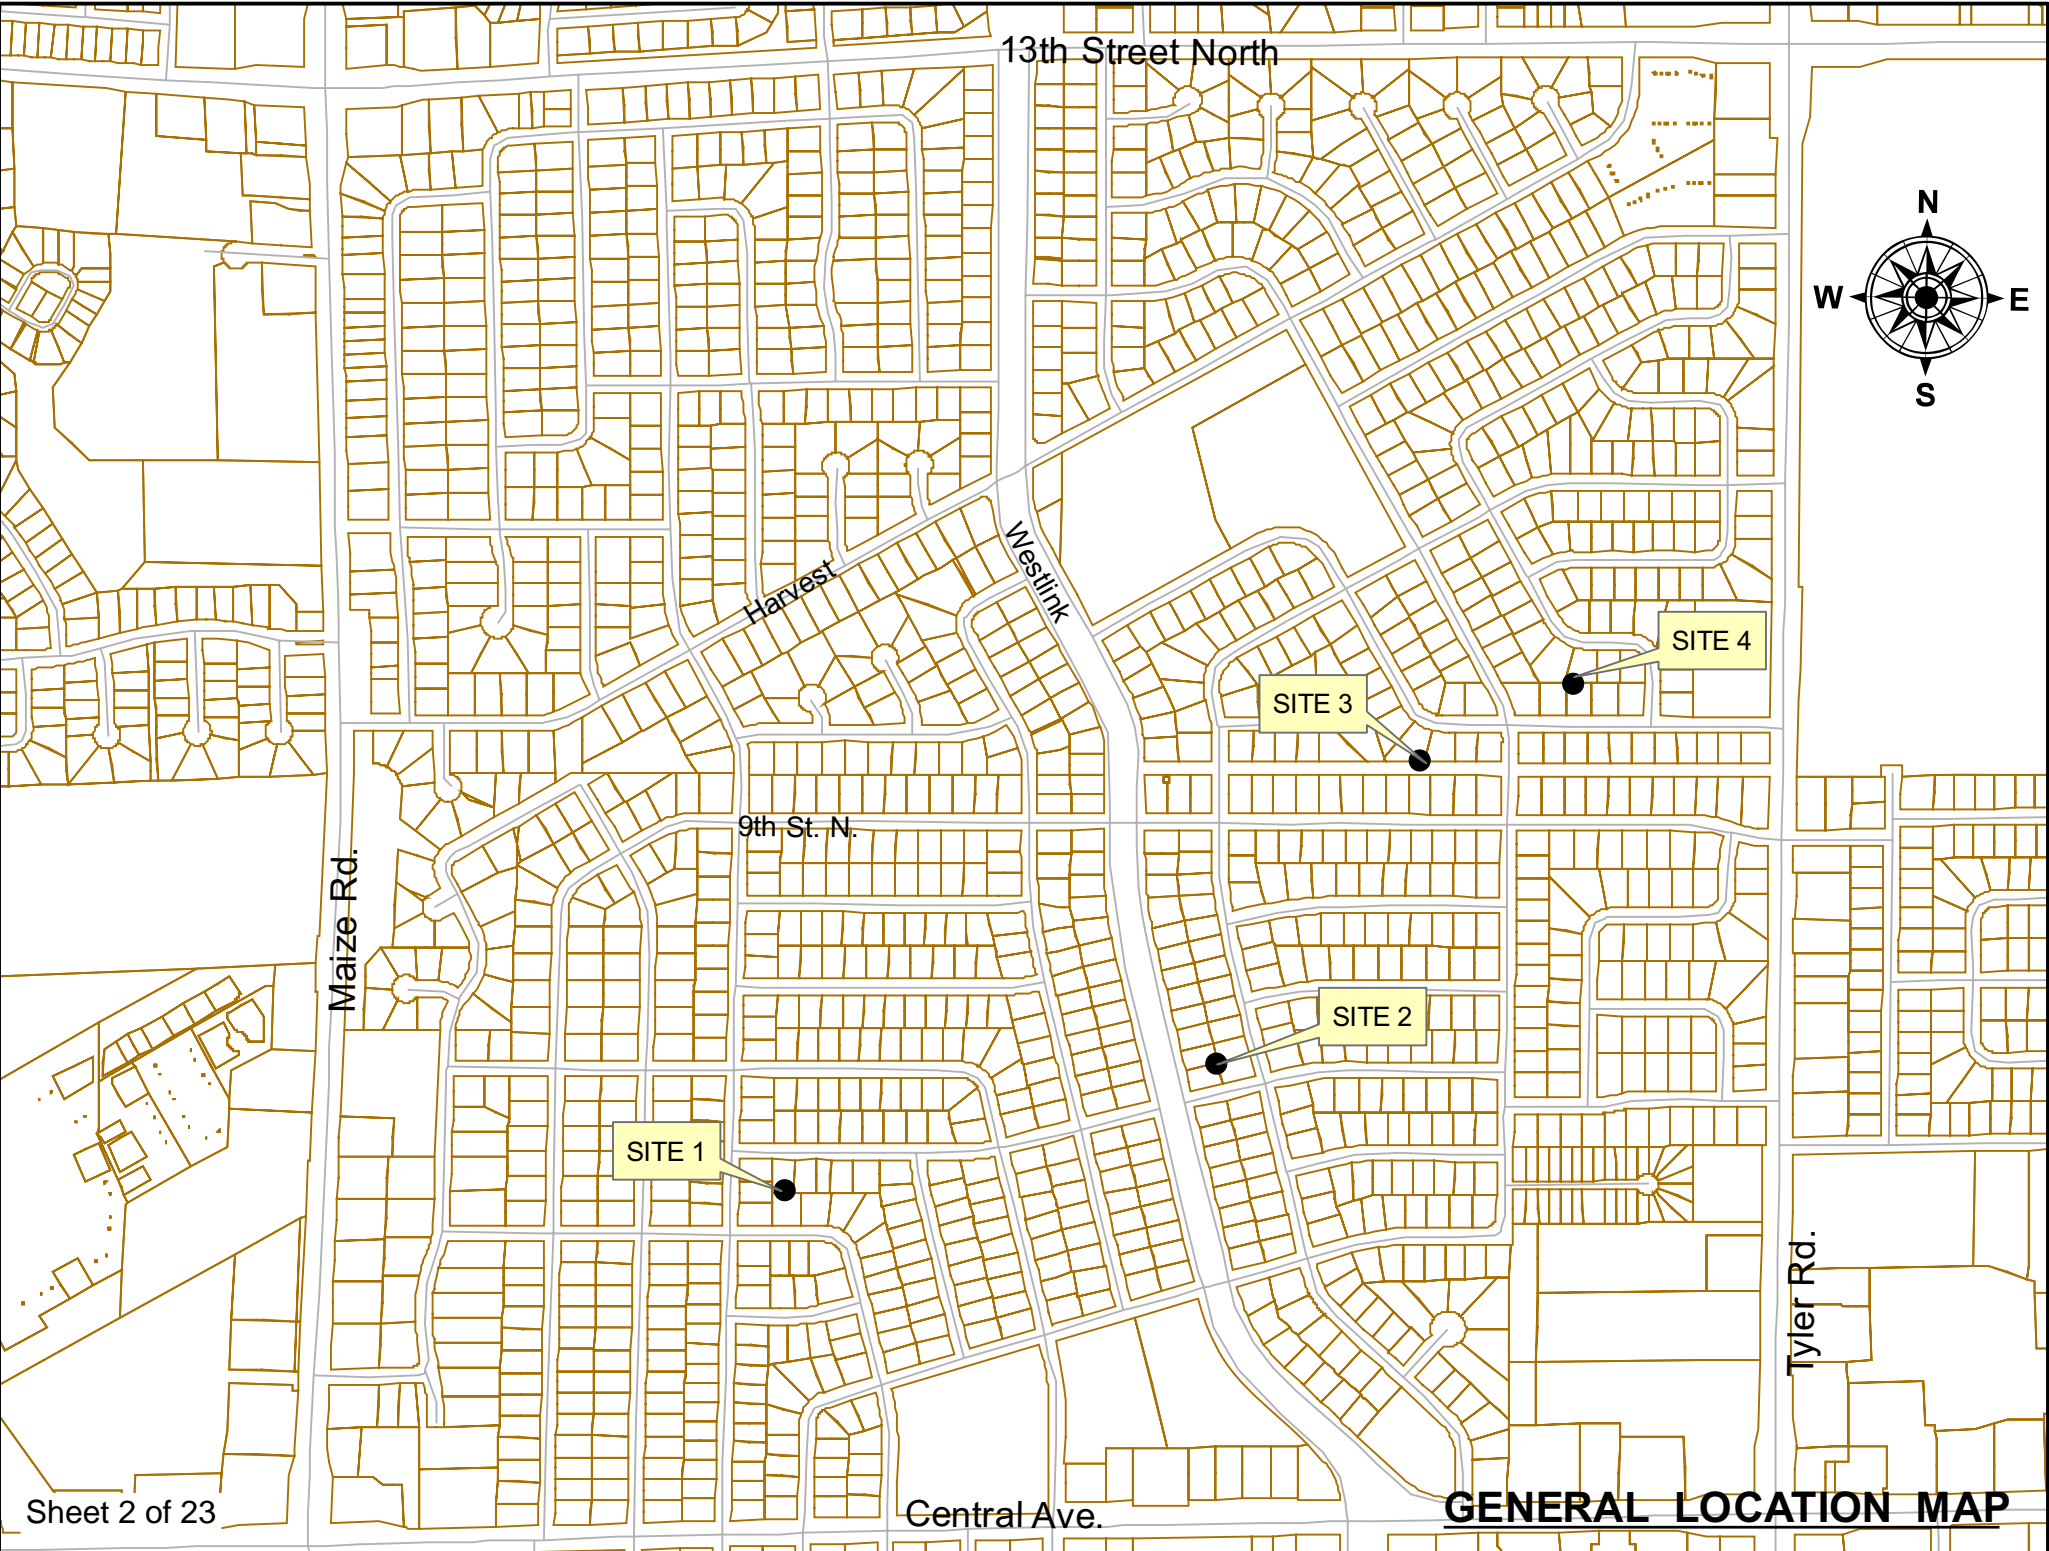 13th Street North
N
W
E
S
Westlink
Harvest
SITE 4
SITE 3
9th St. N.
Maize Rd.
SITE 2
SITE 1
Tyler Rd.
Sheet 2 of 23
Central Ave.
GENERAL LOCATION MAP